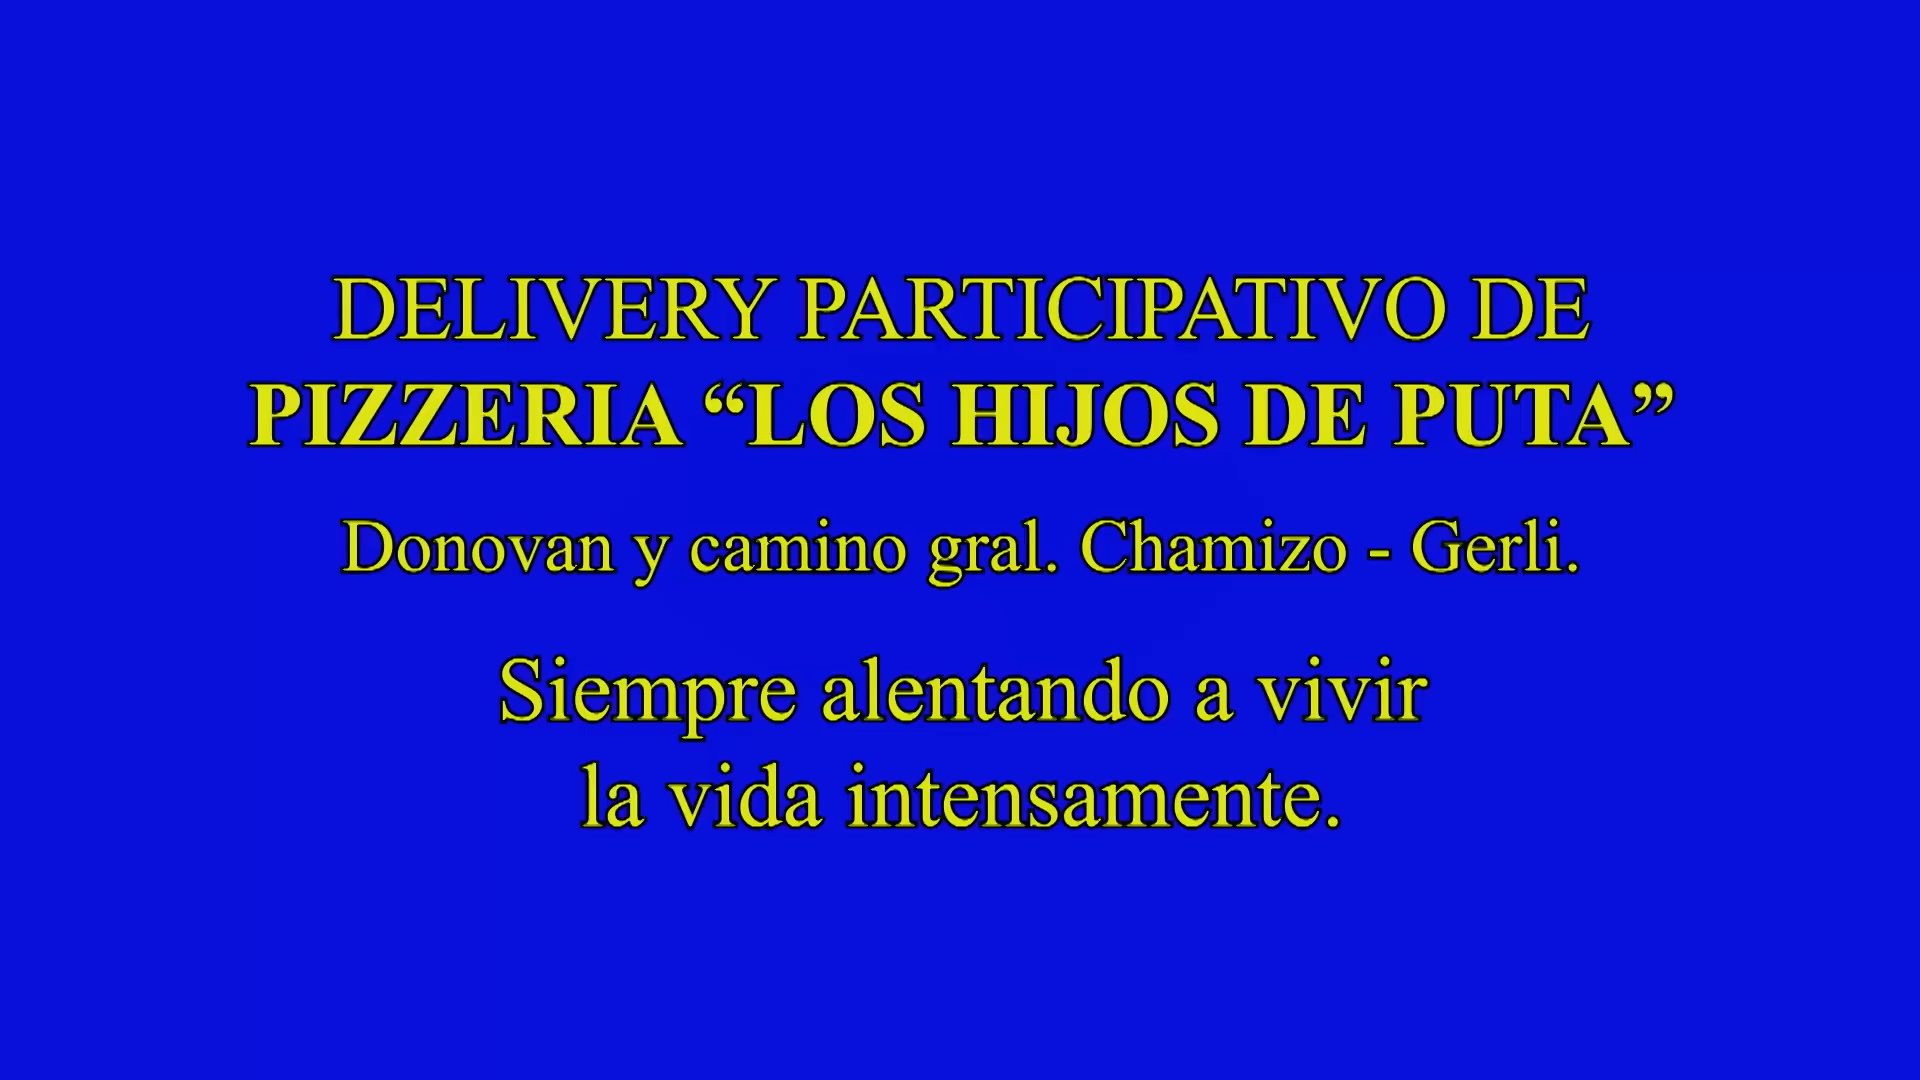 DELIVERY PARTICIPATIVO DE
PIZZERIA “LOS HIJOS DE PUTA”
Donovan y camino gral. Chamizo - Gerli.
Siempre alentando a vivir
la vida intensamente.